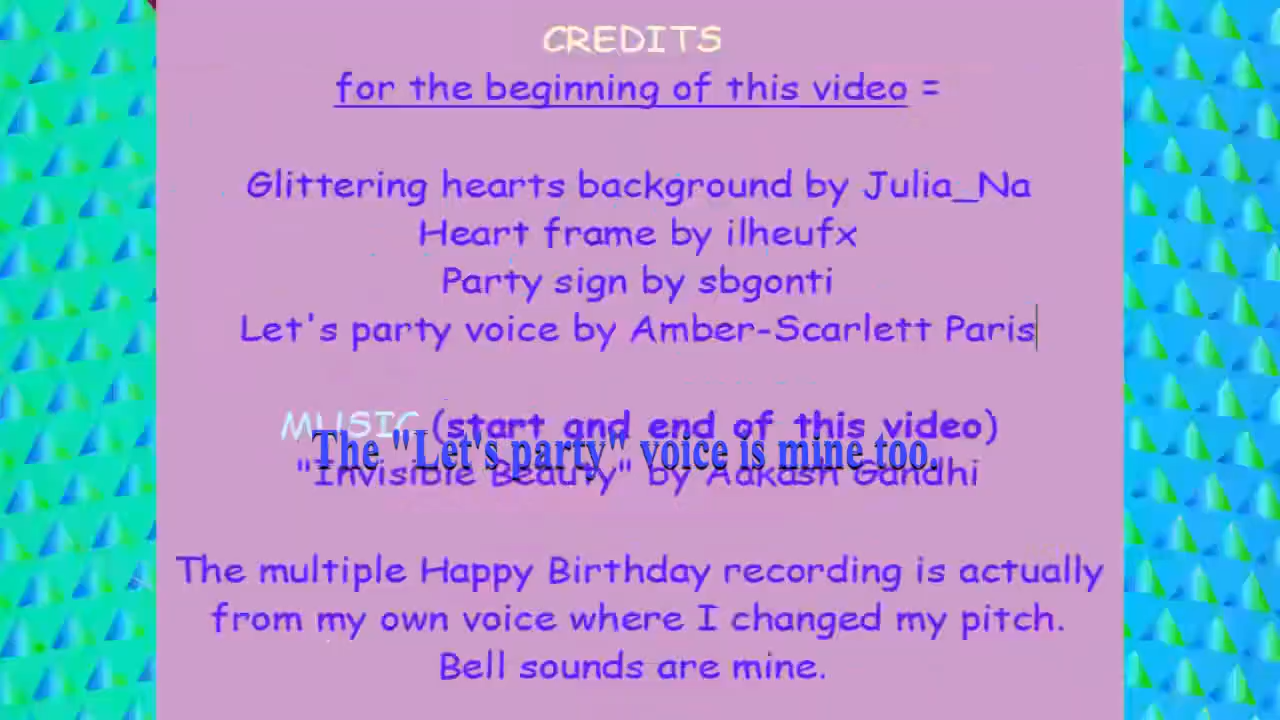 CREDITS
for the beginning of this video =
Glittering hearts background by Julia_Na
Heart frame by ilheufx
Party sign by sbgonti
Let's party voice by Amber-Scarlett Paris
MUSIC (start and end of this video)
The "Let's party" voice is mine too.
"Invisible Beauty" by Aakash Gandhi
The multiple Happy Birthday recording is actually
from my own voice where I changed my pitch.
Bell sounds are mine.